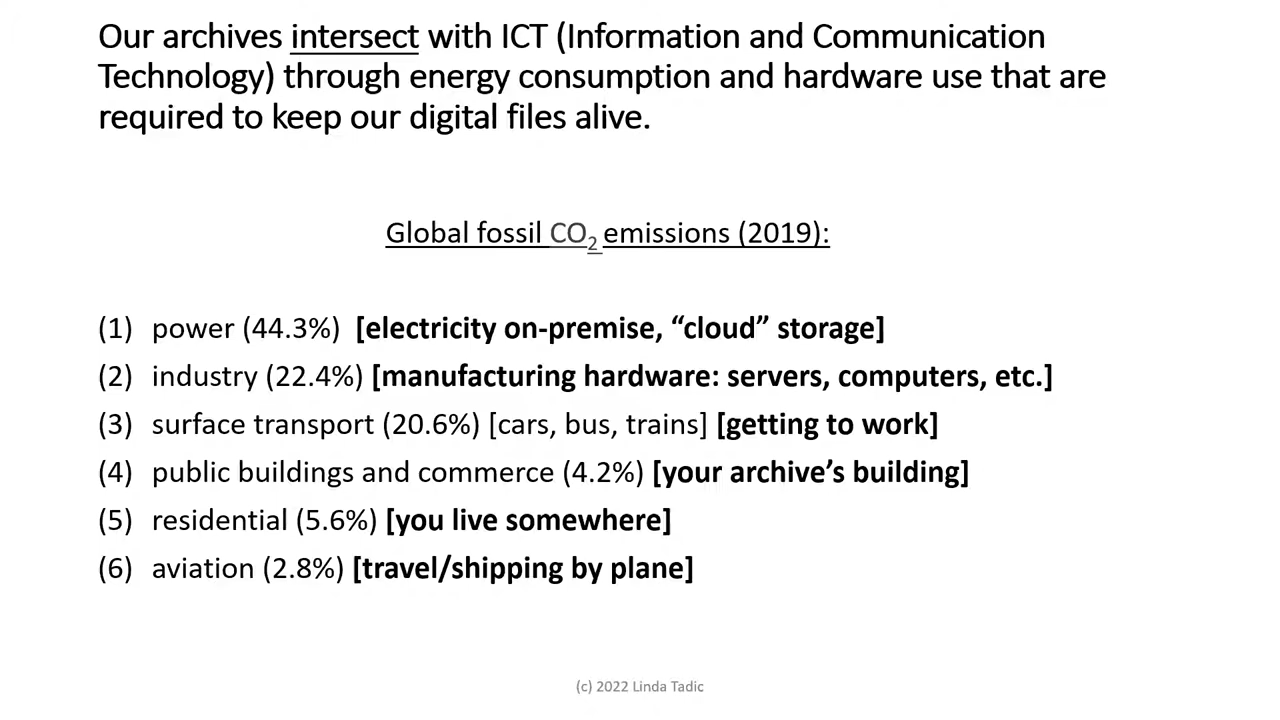 Our archives intersect with ICT (Information and Communication
Technology) through energy consumption and hardware use that are
required to keep our digital files alive.
Global fossil CO₂ emissions (2019):
(1) power (44.3%) [electricity on-premise, “cloud” storage]
(2) industry (22.4%) [manufacturing hardware: servers, computers, etc.]
(3) surface transport (20.6%) [cars, bus, trains] [getting to work]
(4) public buildings and commerce (4.2%) [your archive’s building]
(5) residential (5.6%) [you live somewhere]
(6) aviation (2.8%) [travel/shipping by plane]
(c) 2022 Linda Tadic